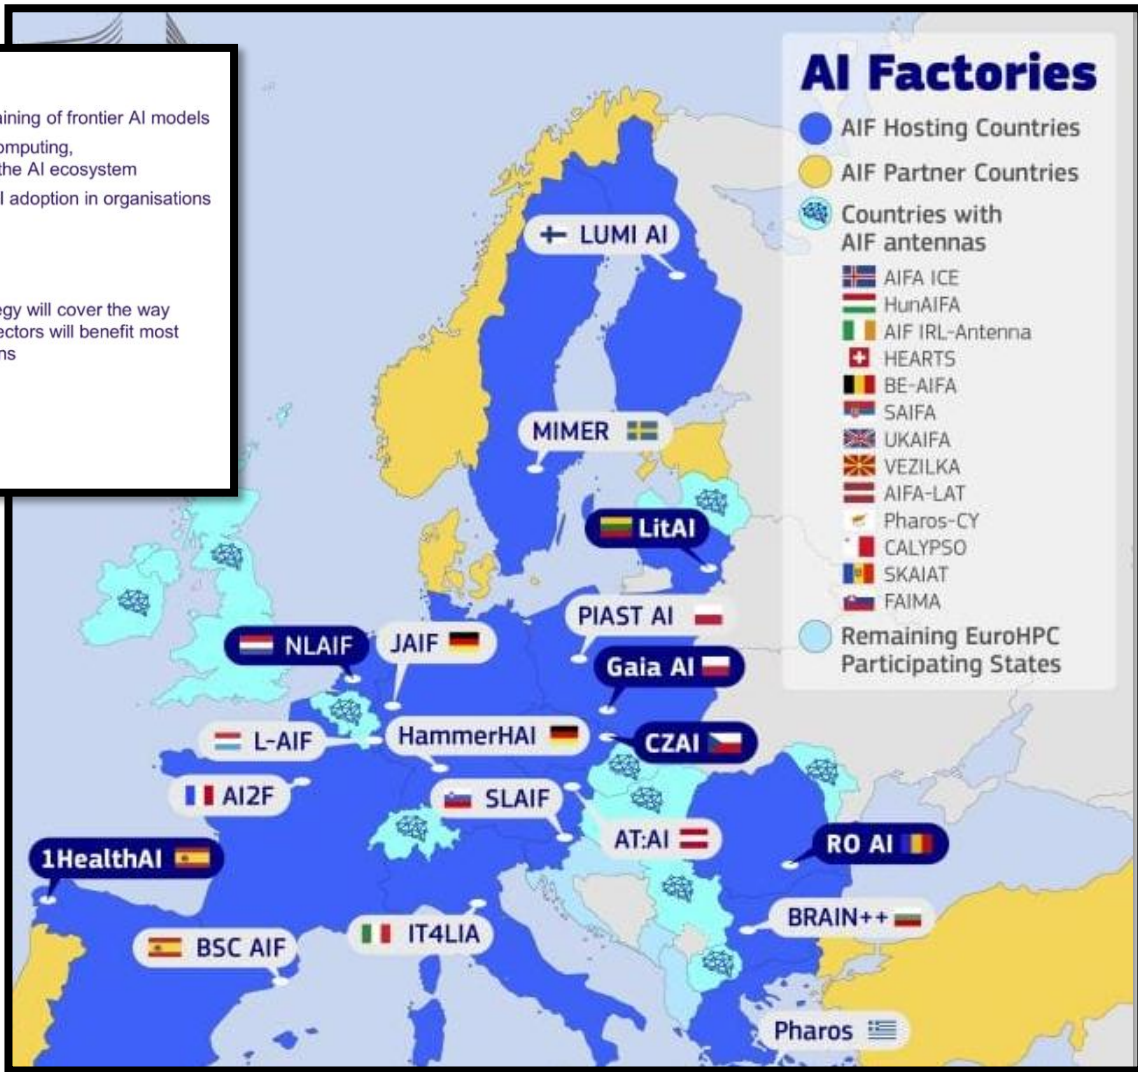 aining of frontier AI models
omputing,
the AI ecosystem
I adoption in organisations
egy will cover the way
ectors will benefit most
ns
AI Factories
AIF Hosting Countries
AIF Partner Countries
Countries with
AIF antennas
AIFA ICE
HunAIFA
AIF IRL-Antenna
HEARTS
BE-AIFA
SAIFA
UKAIFA
VEZILKA
AIFA-LAT
Pharos-CY
CALYPSO
SKAIAT
FAIMA
Remaining EuroHPC
Participating States
LUMI AI
MIMER
LitAI
PIAST AI
NLAIF
JAIF
Gaia AI
L-AIF
HammerHAI
CZAI
AI2F
SLAIF
AT:AI
RO AI
1HealthAI
BRAIN++
IT4LIA
BSC AIF
Pharos